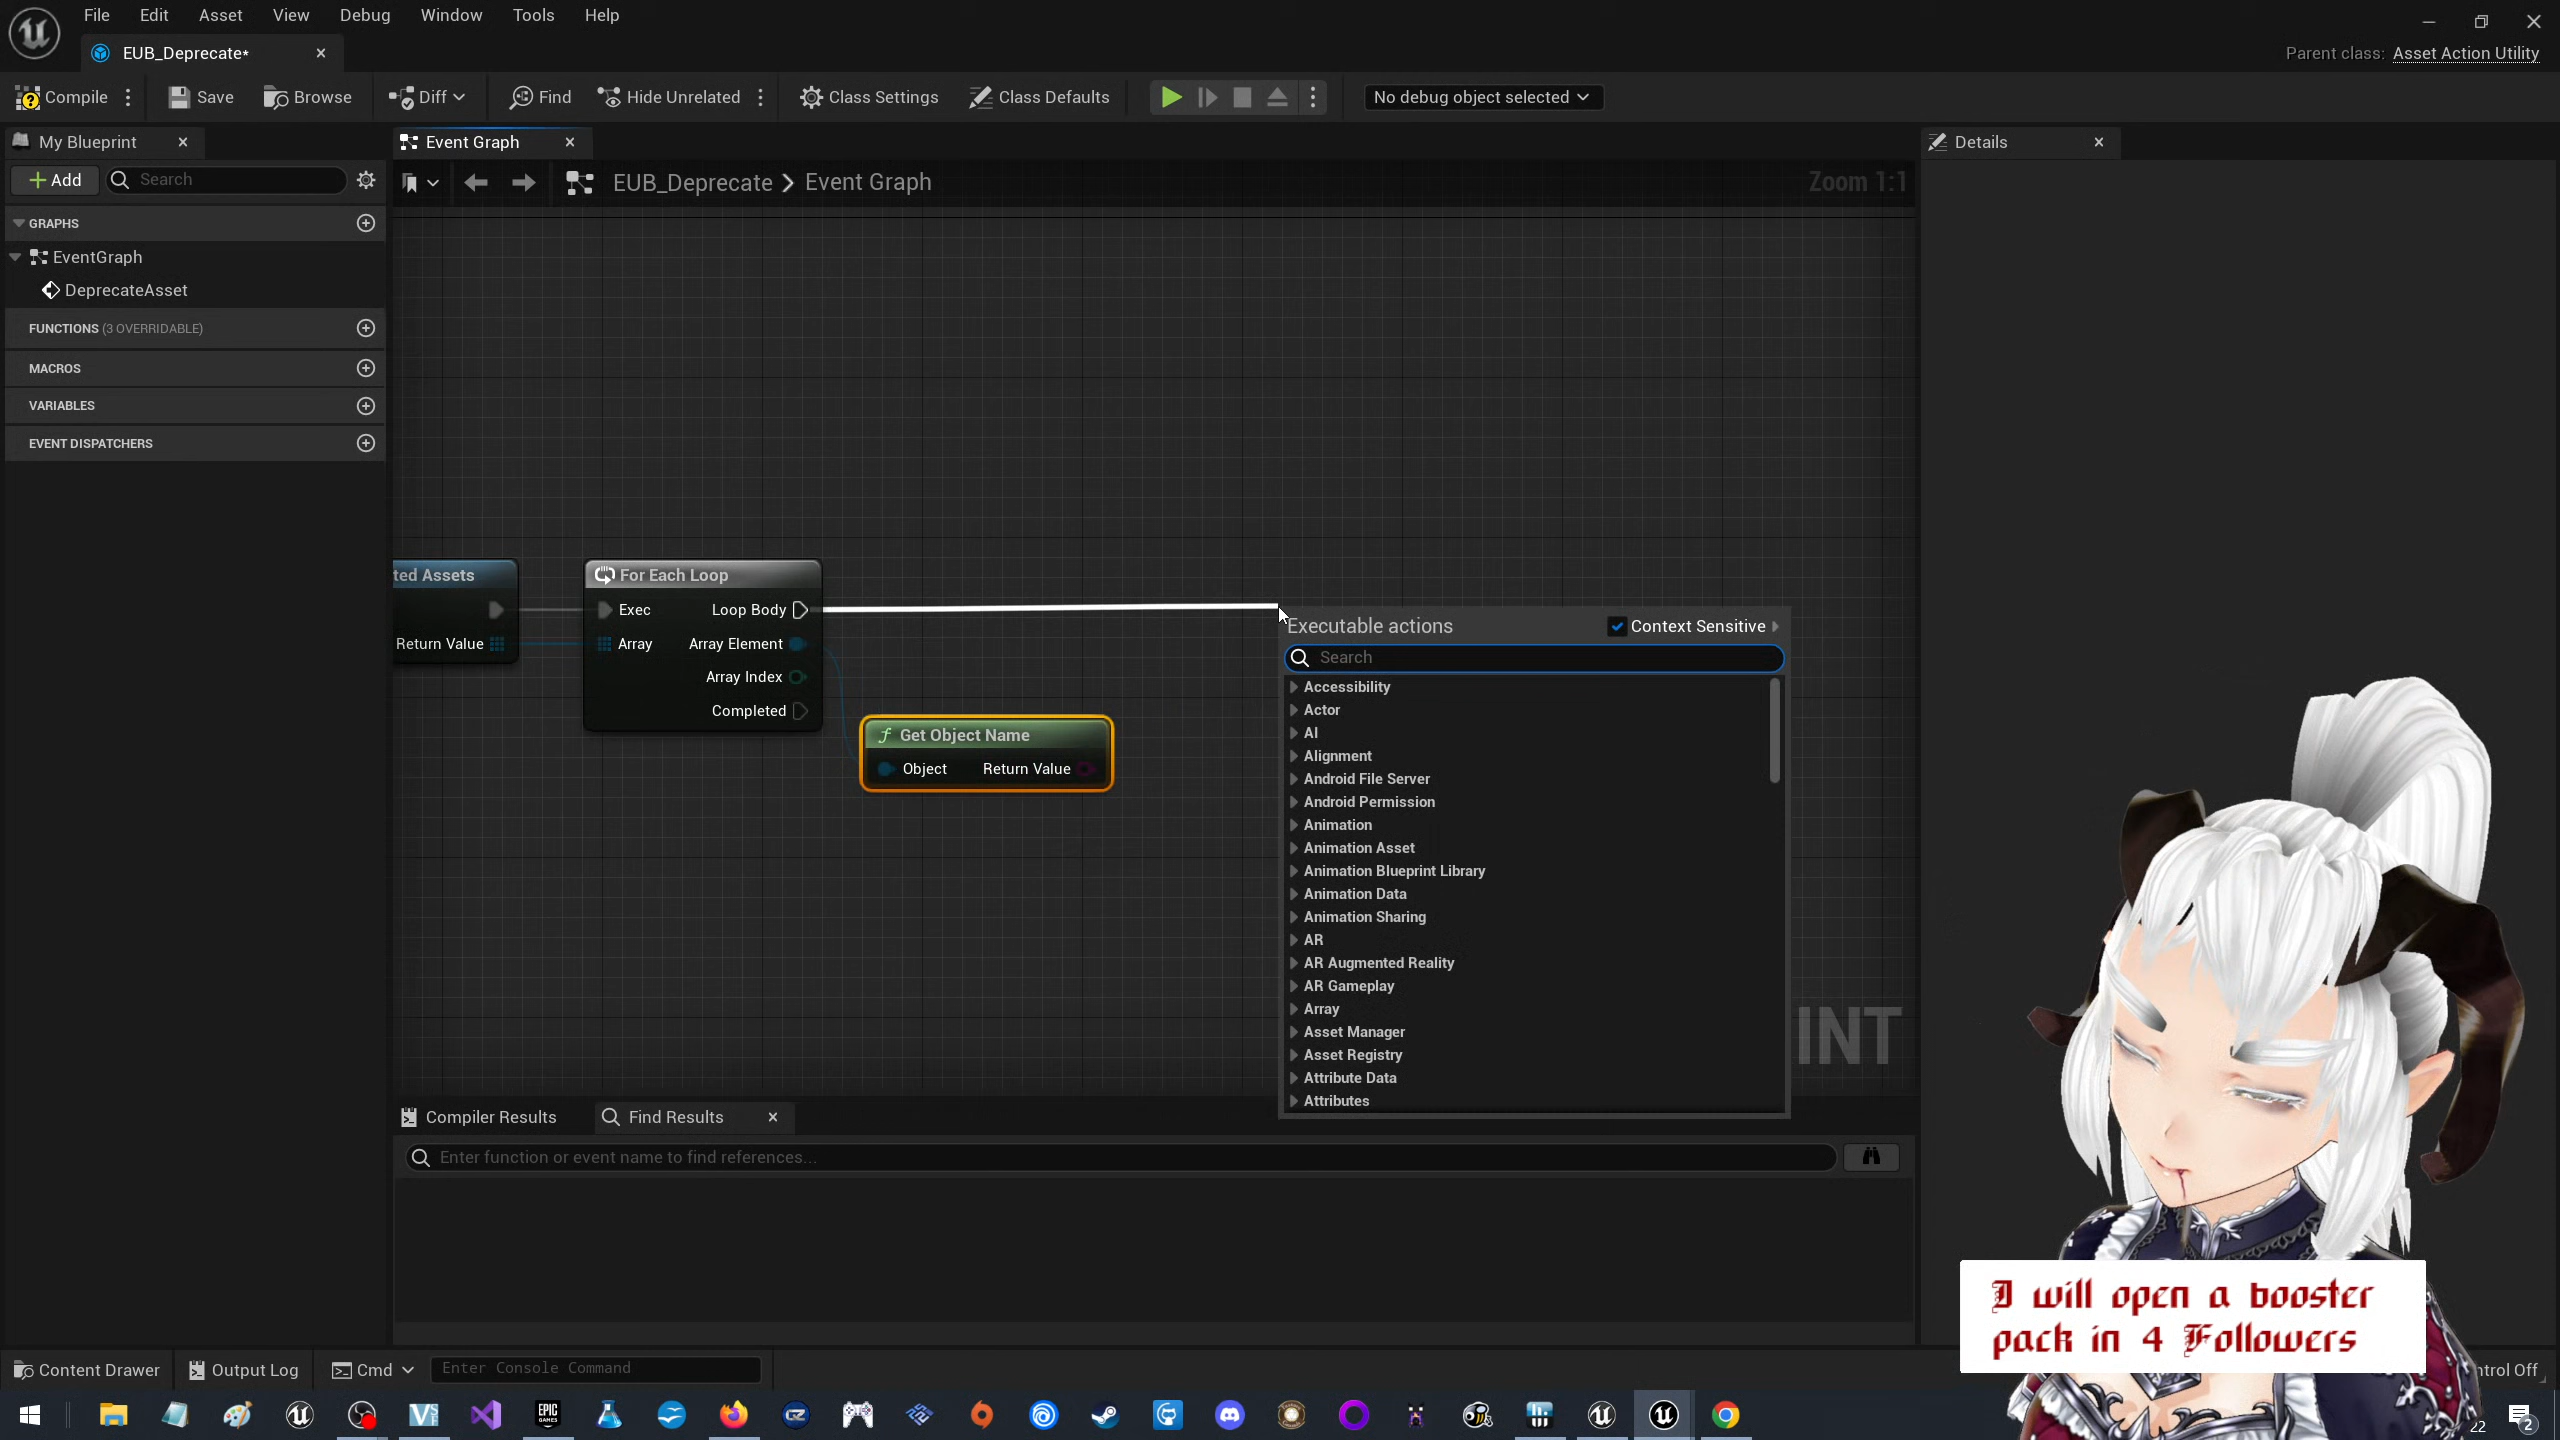 File Edit Asset View Debug Window Tools Help
EUB_Deprecate*
Parent class: Asset Action Utility
Compile Save Browse Diff Find Hide Unrelated Class Settings Class Defaults No debug object selected
My Blueprint
Event Graph
Details
Add Search
EUB_Deprecate > Event Graph
Zoom 1:1
GRAPHS
EventGraph
DeprecateAsset
FUNCTIONS (3 OVERRIDABLE)
MACROS
VARIABLES
EVENT DISPATCHERS
ted Assets
Return Value
For Each Loop
Exec Loop Body
Array Array Element
Array Index
Completed
Get Object Name
Object Return Value
Executable actions Context Sensitive
Search
Accessibility
Actor
AI
Alignment
Android File Server
Android Permission
Animation
Animation Asset
Animation Blueprint Library
Animation Data
Animation Sharing
AR
AR Augmented Reality
AR Gameplay
Array
Asset Manager
Asset Registry
Attribute Data
Attributes
INT
Compiler Results Find Results
Enter function or event name to find references...
I will open a booster
pack in 4 Followers
Content Drawer Output Log Cmd Enter Console Command
ntrol Off
EPIC GAMES
22
2